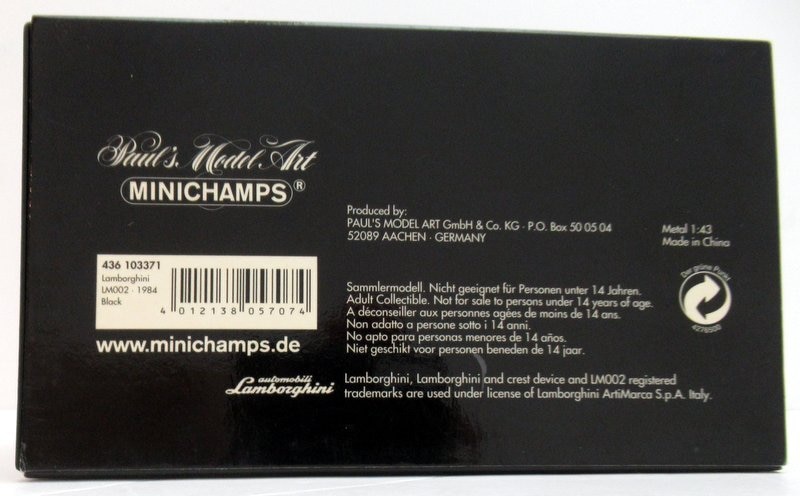 Paul's Model Art
MINICHAMPS®
Produced by:
PAUL'S MODEL ART GmbH & Co. KG · P.O. Box 50 05 04
52089 AACHEN · GERMANY
Metal 1:43
Made in China
436 103371
Lamborghini
LM002 · 1984
Black
4 012138 057074
www.minichamps.de
Der grüne Punkt
4276500
Sammlermodell. Nicht geeignet für Personen unter 14 Jahren.
Adult Collectible. Not for sale to persons under 14 years of age.
A déconseiller aux personnes agées de moins de 14 ans.
Non adatto a persone sotto i 14 anni.
No apto para personas menores de 14 años.
Niet geschikt voor personen beneden de 14 jaar.
automobili
Lamborghini
Lamborghini, Lamborghini and crest device and LM002 registered
trademarks are used under license of Lamborghini ArtiMarca S.p.A. Italy.